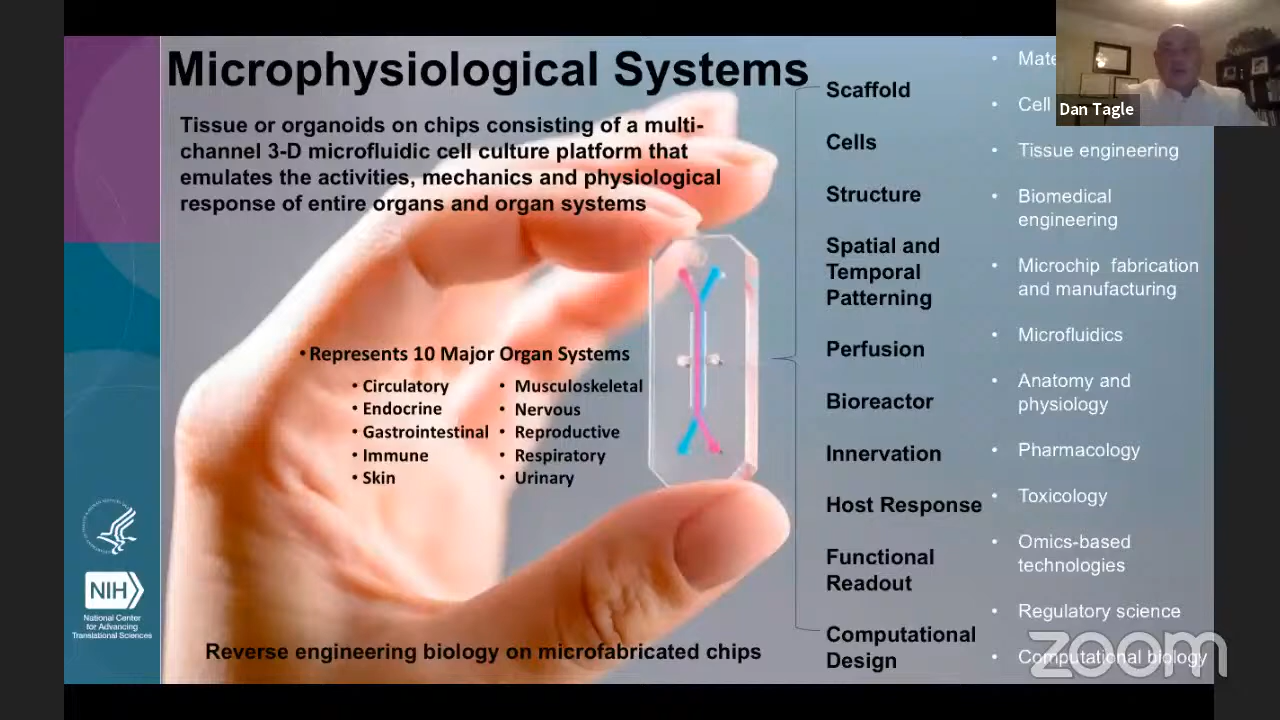 Microphysiological Systems
Tissue or organoids on chips consisting of a multi-
channel 3-D microfluidic cell culture platform that
emulates the activities, mechanics and physiological
response of entire organs and organ systems
• Represents 10 Major Organ Systems
• Circulatory
• Endocrine
• Gastrointestinal
• Immune
• Skin
• Musculoskeletal
• Nervous
• Reproductive
• Respiratory
• Urinary
Reverse engineering biology on microfabricated chips
NIH
National Center
for Advancing
Translational Sciences
Scaffold
Cells
Structure
Spatial and
Temporal
Patterning
Perfusion
Bioreactor
Innervation
Host Response
Functional
Readout
Computational
Design
• Cell
• Tissue engineering
• Biomedical
engineering
• Microchip fabrication
and manufacturing
• Microfluidics
• Anatomy and
physiology
• Pharmacology
• Toxicology
• Omics-based
technologies
• Regulatory science
• Computational biology
Dan Tagle
zoom